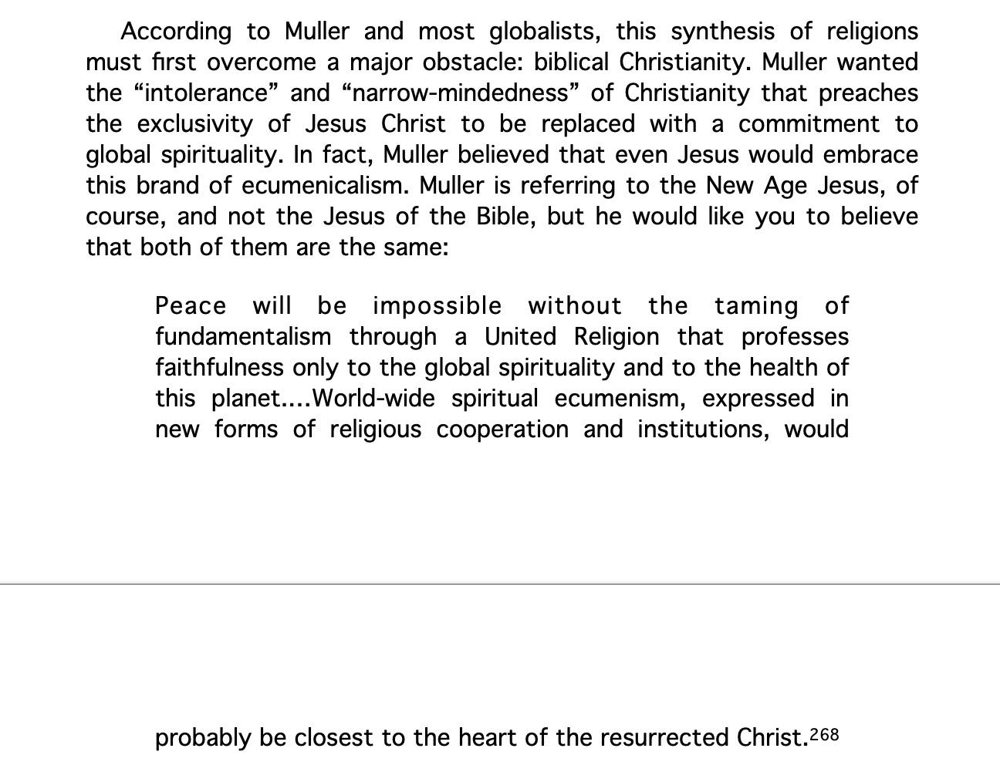 According to Muller and most globalists, this synthesis of religions
must first overcome a major obstacle: biblical Christianity. Muller wanted
the “intolerance” and “narrow-mindedness” of Christianity that preaches
the exclusivity of Jesus Christ to be replaced with a commitment to
global spirituality. In fact, Muller believed that even Jesus would embrace
this brand of ecumenicalism. Muller is referring to the New Age Jesus, of
course, and not the Jesus of the Bible, but he would like you to believe
that both of them are the same:
Peace will be impossible without the taming of
fundamentalism through a United Religion that professes
faithfulness only to the global spirituality and to the health of
this planet....World-wide spiritual ecumenism, expressed in
new forms of religious cooperation and institutions, would
probably be closest to the heart of the resurrected Christ.268